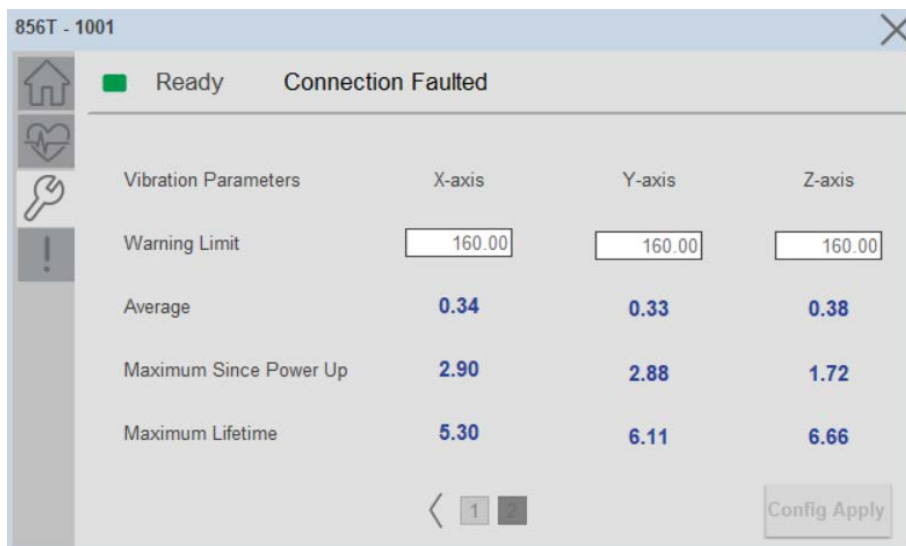 856T - 1001
Ready Connection Faulted
Vibration Parameters X-axis Y-axis Z-axis
Warning Limit 160.00 160.00 160.00
Average 0.34 0.33 0.38
Maximum Since Power Up 2.90 2.88 1.72
Maximum Lifetime 5.30 6.11 6.66
1 2
Config Apply